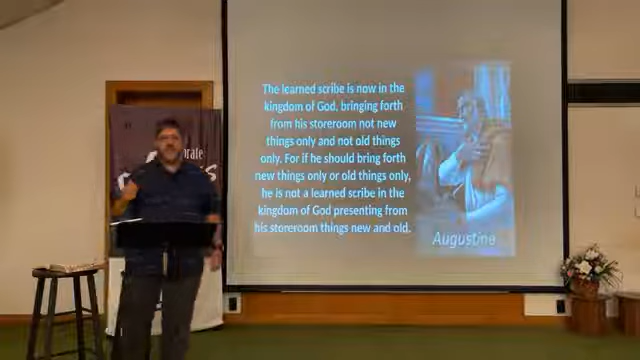 The learned scribe is now in the
kingdom of God, bringing forth
from his storeroom not new
things only and not old things
only. For if he should bring forth
new things only or old things only,
he is not a learned scribe in the
kingdom of God presenting from
his storeroom things new and old.
Augustine